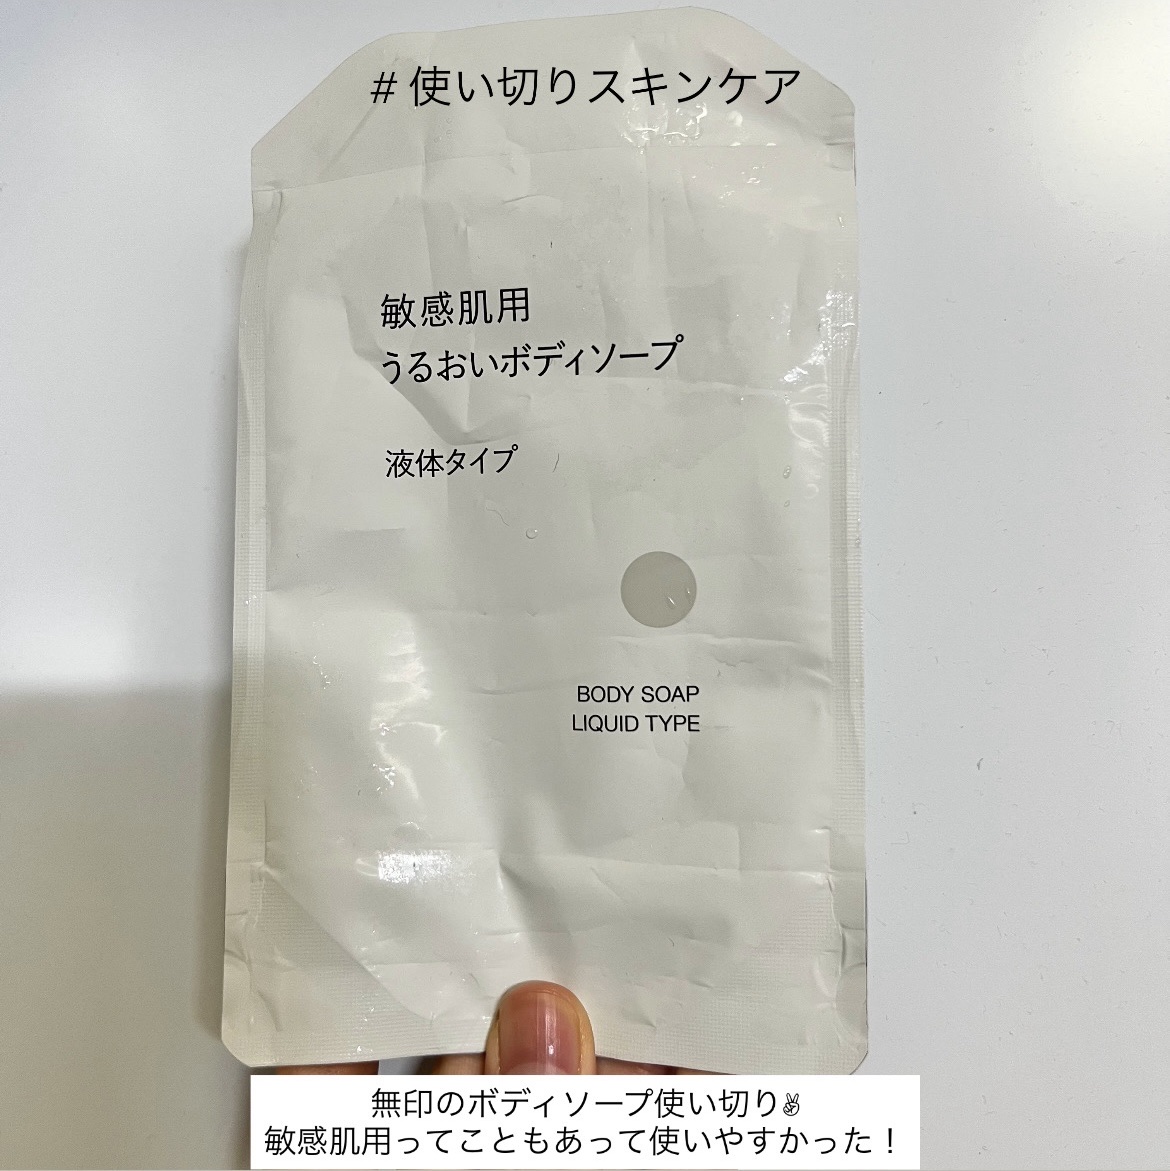 # 使い切りスキンケア
敏感肌用
うるおいボディソープ
液体タイプ
BODY SOAP
LIQUID TYPE
無印のボディソープ使い切り✌
敏感肌用ってこともあって使いやすかった！